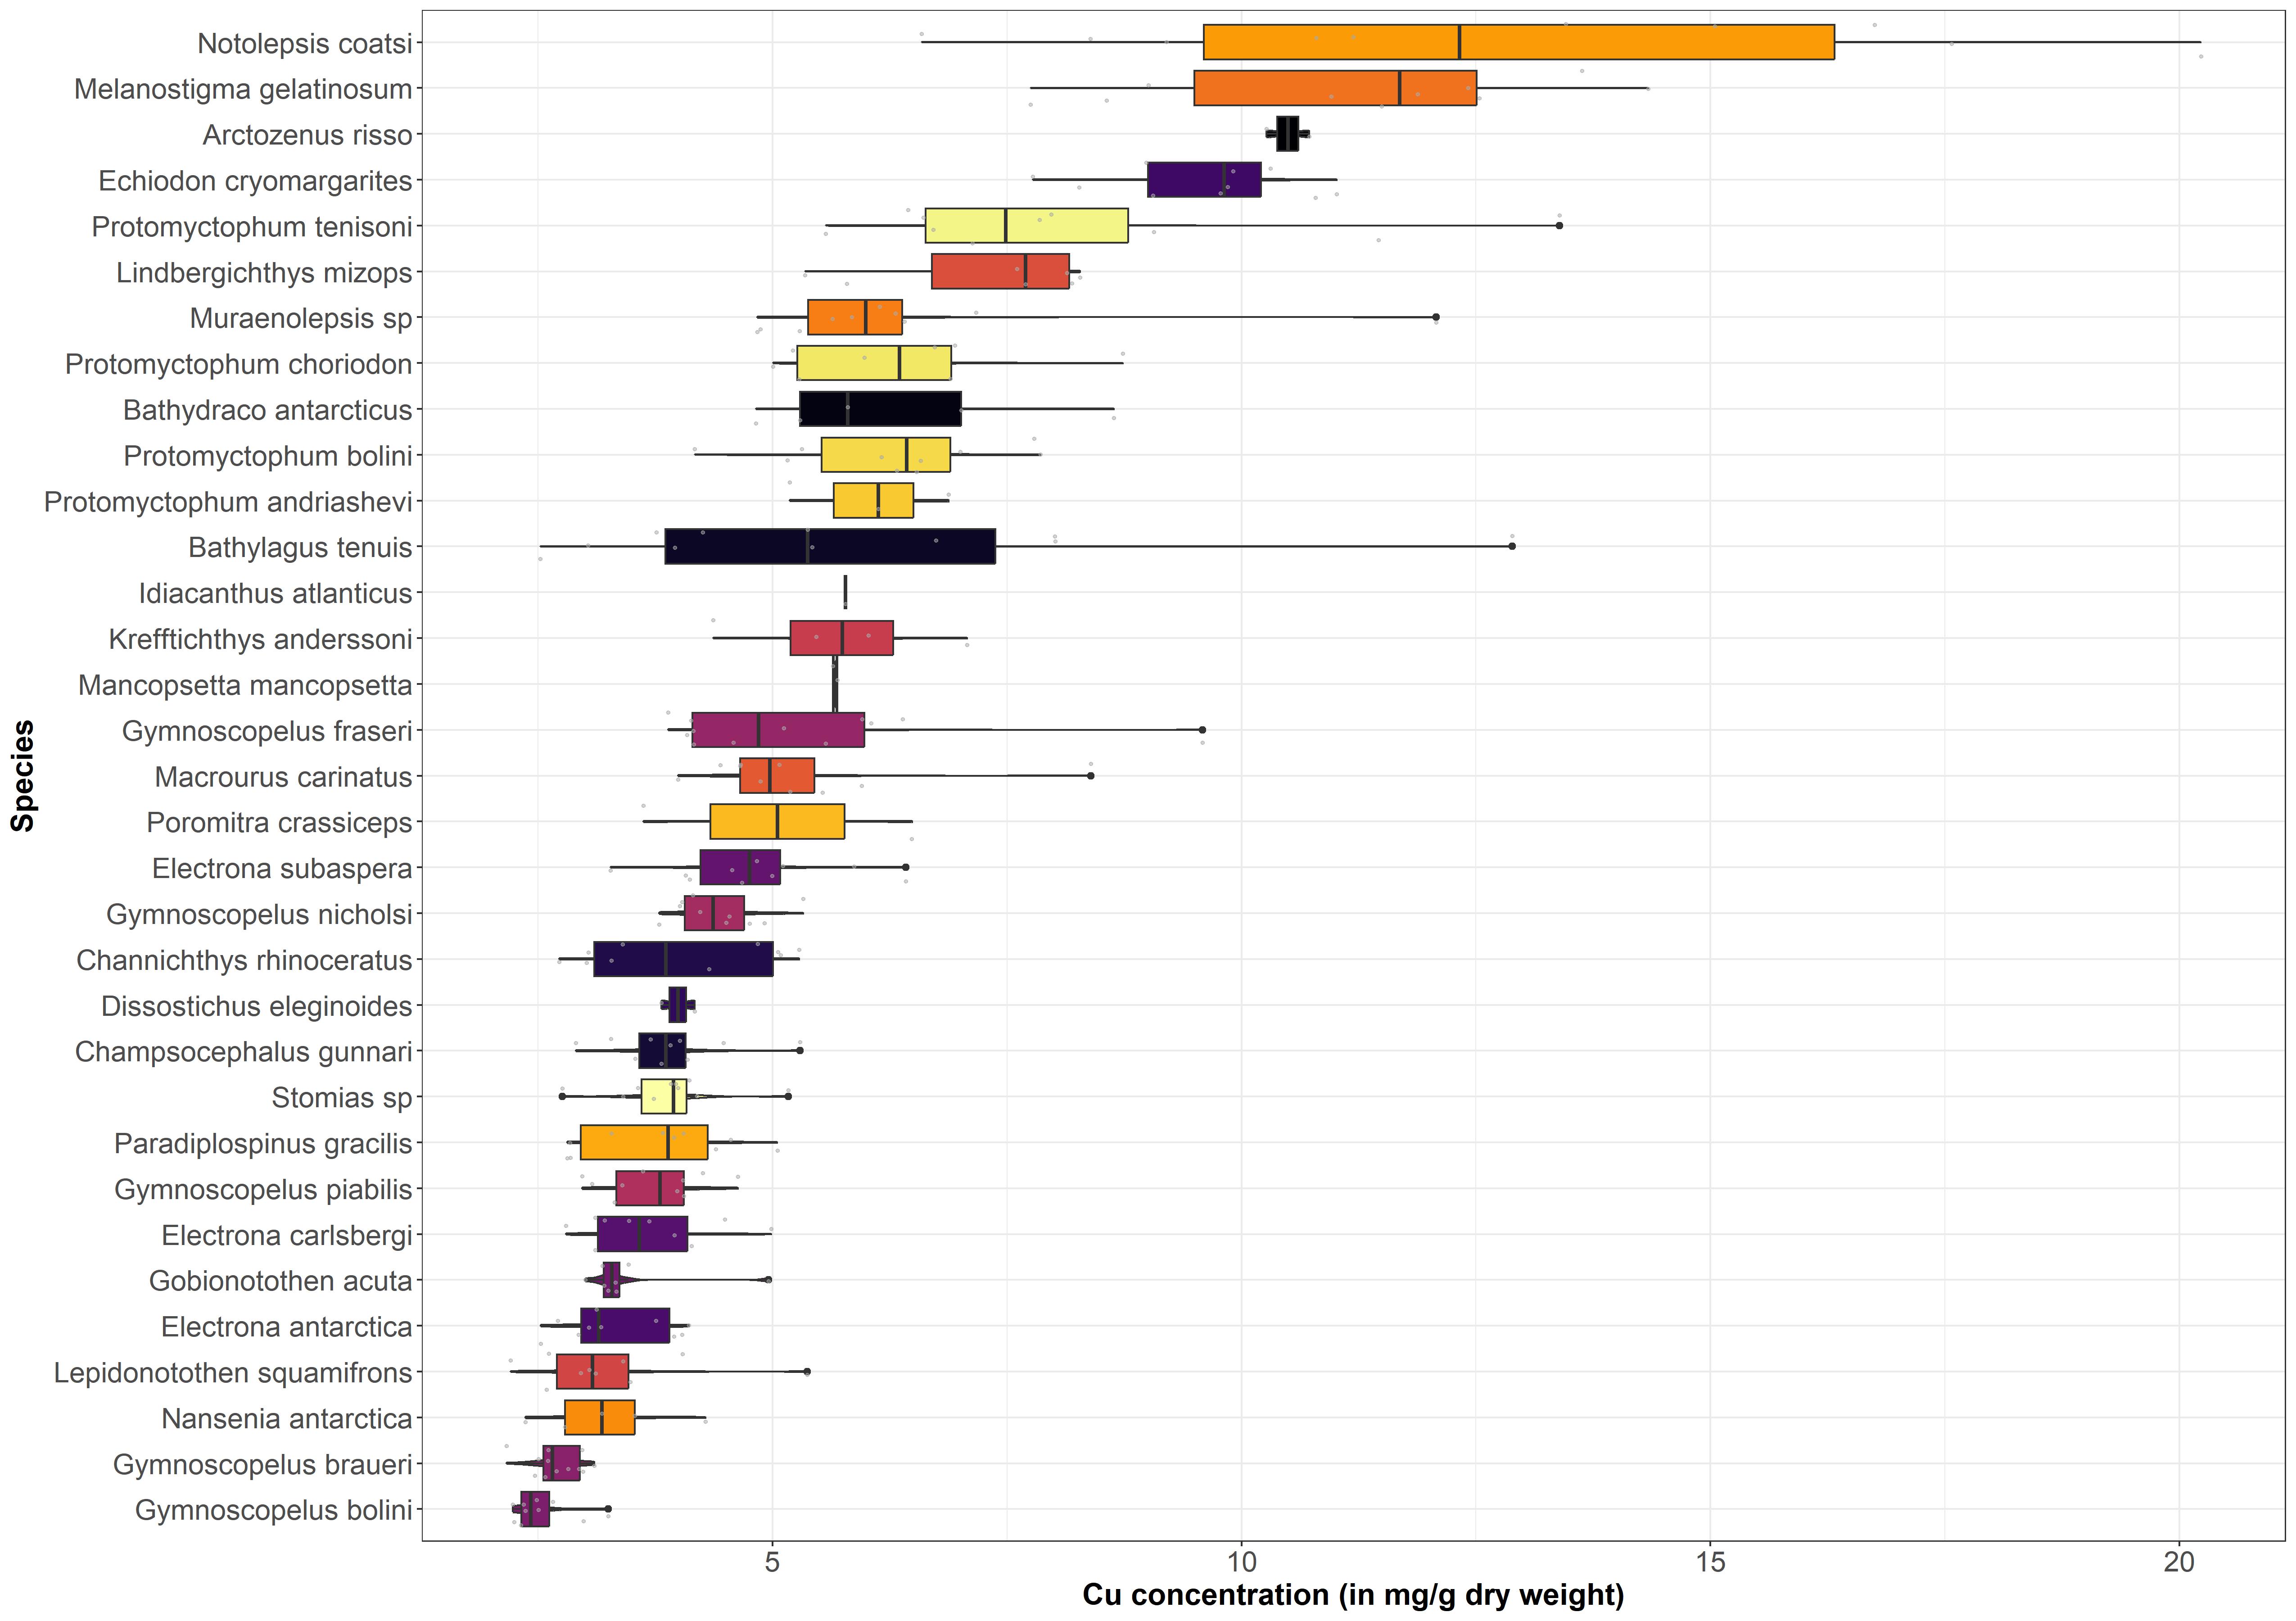 Notolepsis coatsi
Melanostigma gelatinosum
Arctozenus risso
Echiodon cryomargarites
Protomyctophum tenisoni
Lindbergichthys mizops
Muraenolepsis sp
Protomyctophum choriodon
Bathydraco antarcticus
Protomyctophum bolini
Protomyctophum andriashevi
Bathylagus tenuis
Idiacanthus atlanticus
Krefftichthys anderssoni
Mancopsetta mancopsetta
Gymnoscopelus fraseri
Macrourus carinatus
Poromitra crassiceps
Electrona subaspera
Gymnoscopelus nicholsi
Channichthys rhinoceratus
Dissostichus eleginoides
Champsocephalus gunnari
Stomias sp
Paradiplospinus gracilis
Gymnoscopelus piabilis
Electrona carlsbergi
Gobionotothen acuta
Electrona antarctica
Lepidonotothen squamifrons
Nansenia antarctica
Gymnoscopelus braueri
Gymnoscopelus bolini
Species
5 10 15 20
Cu concentration (in mg/g dry weight)